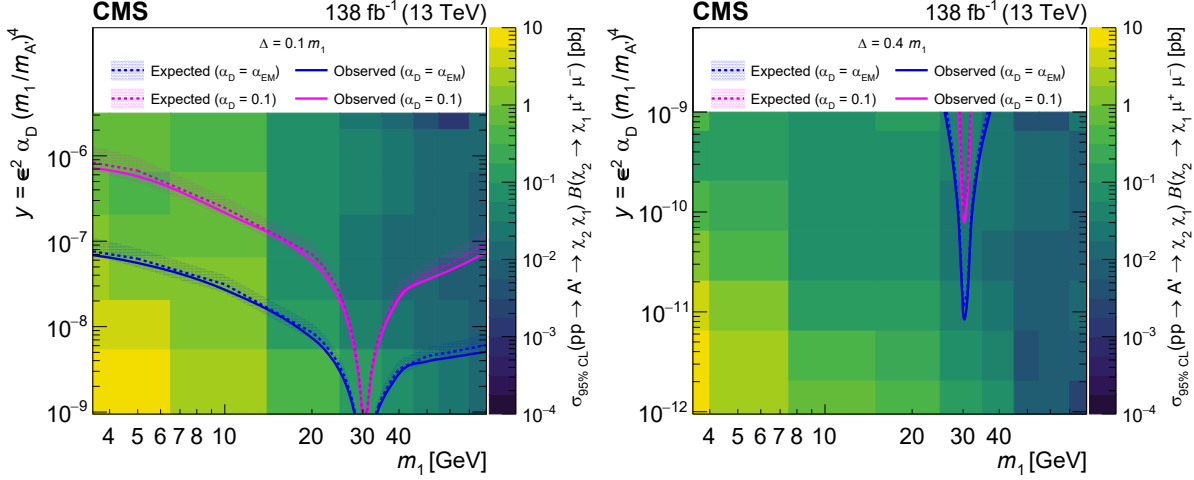 CMS 138 fb⁻¹ (13 TeV)
Δ = 0.1 m₁
Expected (α_D = α_EM) Observed (α_D = α_EM)
Expected (α_D = 0.1) Observed (α_D = 0.1)
y = ϵ² α_D (m₁/m_A')⁴
10⁻⁶
10⁻⁷
10⁻⁸
10⁻⁹
4 5 6 7 8 10 20 30 40
m₁ [GeV]
10
1
10⁻¹
10⁻²
10⁻³
10⁻⁴
σ_95% CL(pp → A' → χ₂ χ₁) B(χ₂ → χ₁ μ⁺ μ⁻) [pb]
CMS 138 fb⁻¹ (13 TeV)
Δ = 0.4 m₁
Expected (α_D = α_EM) Observed (α_D = α_EM)
Expected (α_D = 0.1) Observed (α_D = 0.1)
y = ϵ² α_D (m₁/m_A')⁴
10⁻⁹
10⁻¹⁰
10⁻¹¹
10⁻¹²
4 5 6 7 8 10 20 30 40
m₁ [GeV]
10
1
10⁻¹
10⁻²
10⁻³
10⁻⁴
σ_95% CL(pp → A' → χ₂ χ₁) B(χ₂ → χ₁ μ⁺ μ⁻) [pb]